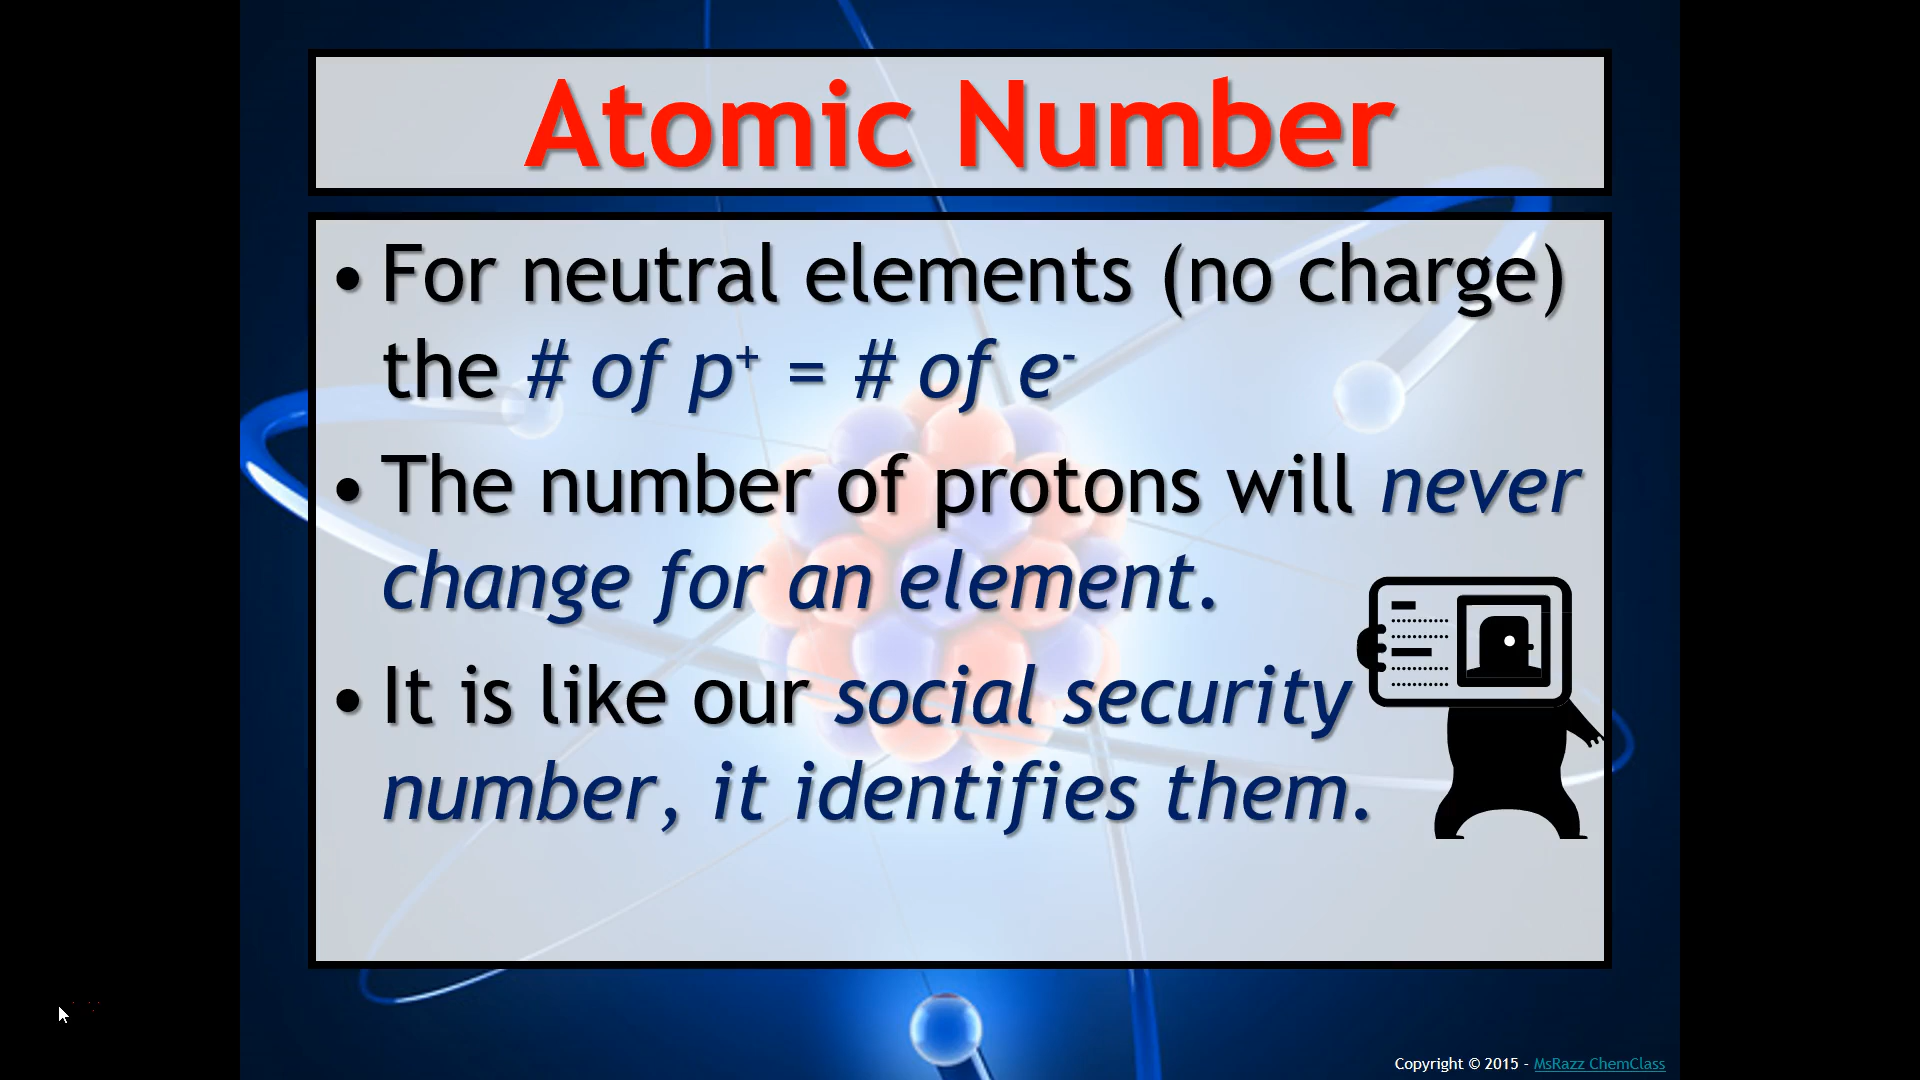 Atomic Number
• For neutral elements (no charge)
the # of p⁺ = # of e⁻
• The number of protons will never
change for an element.
• It is like our social security
number, it identifies them.
Copyright © 2015 - MsRazz ChemClass